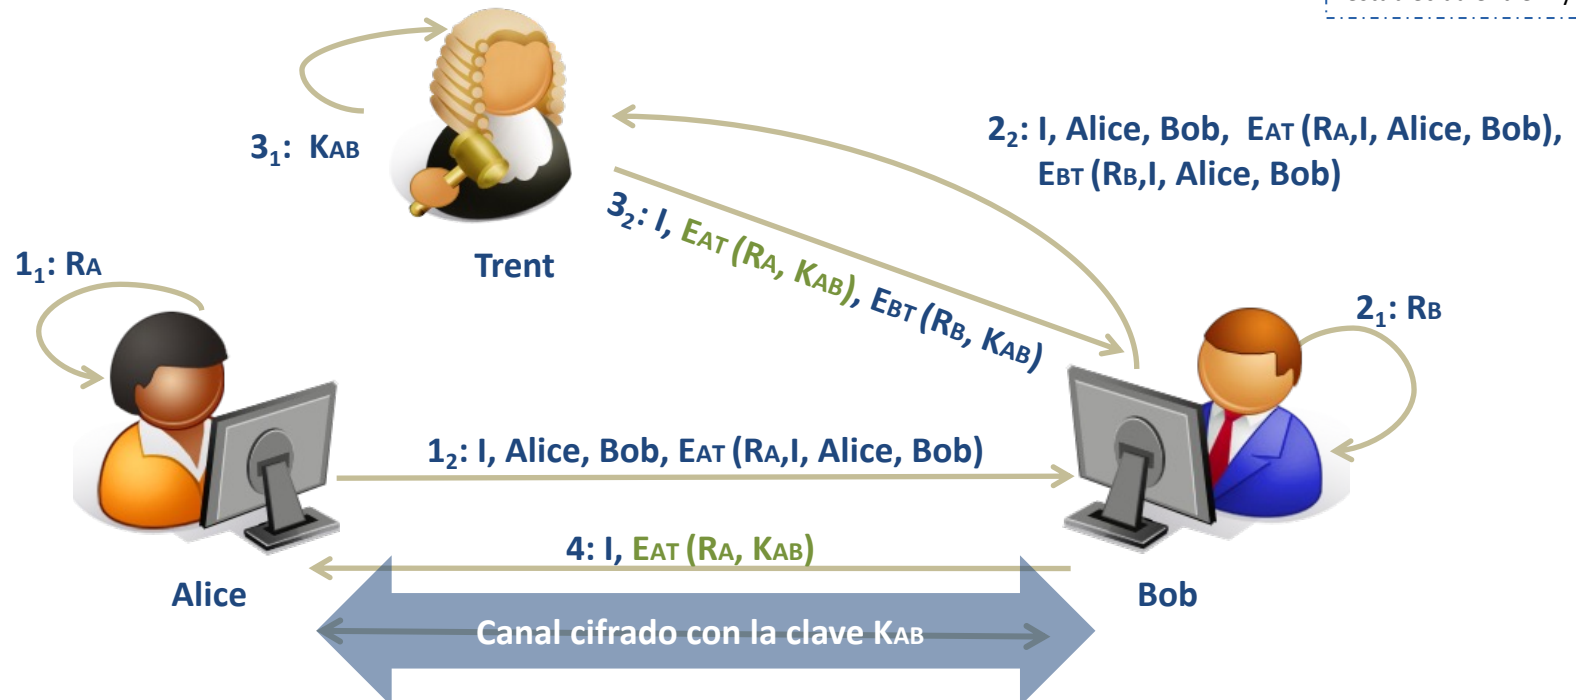 3₁: KAB
2₂: I, Alice, Bob, EAT (RA,I, Alice, Bob),
EBT (RB,I, Alice, Bob)
3₂: I, EAT (RA, KAB), EBT (RB, KAB)
Trent
1₁: RA
2₁: RB
1₂: I, Alice, Bob, EAT (RA,I, Alice, Bob)
4: I, EAT (RA, KAB)
Alice
Bob
Canal cifrado con la clave KAB